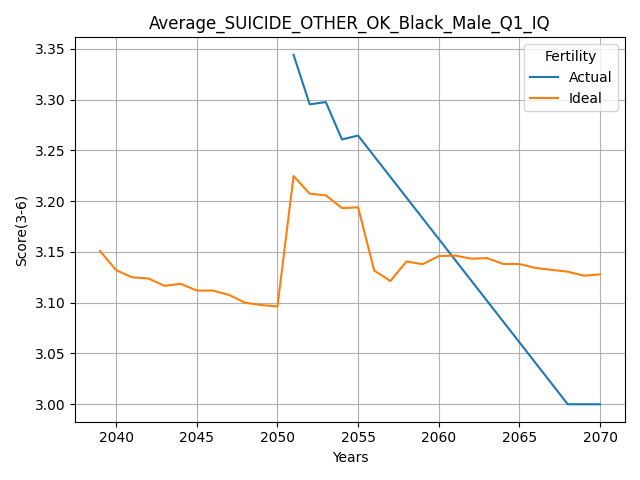 Average_SUICIDE_OTHER_OK_Black_Male_Q1_IQ
Fertility
Actual
Ideal
Score(3-6)
3.35
3.30
3.25
3.20
3.15
3.10
3.05
3.00
2040 2045 2050 2055 2060 2065 2070
Years